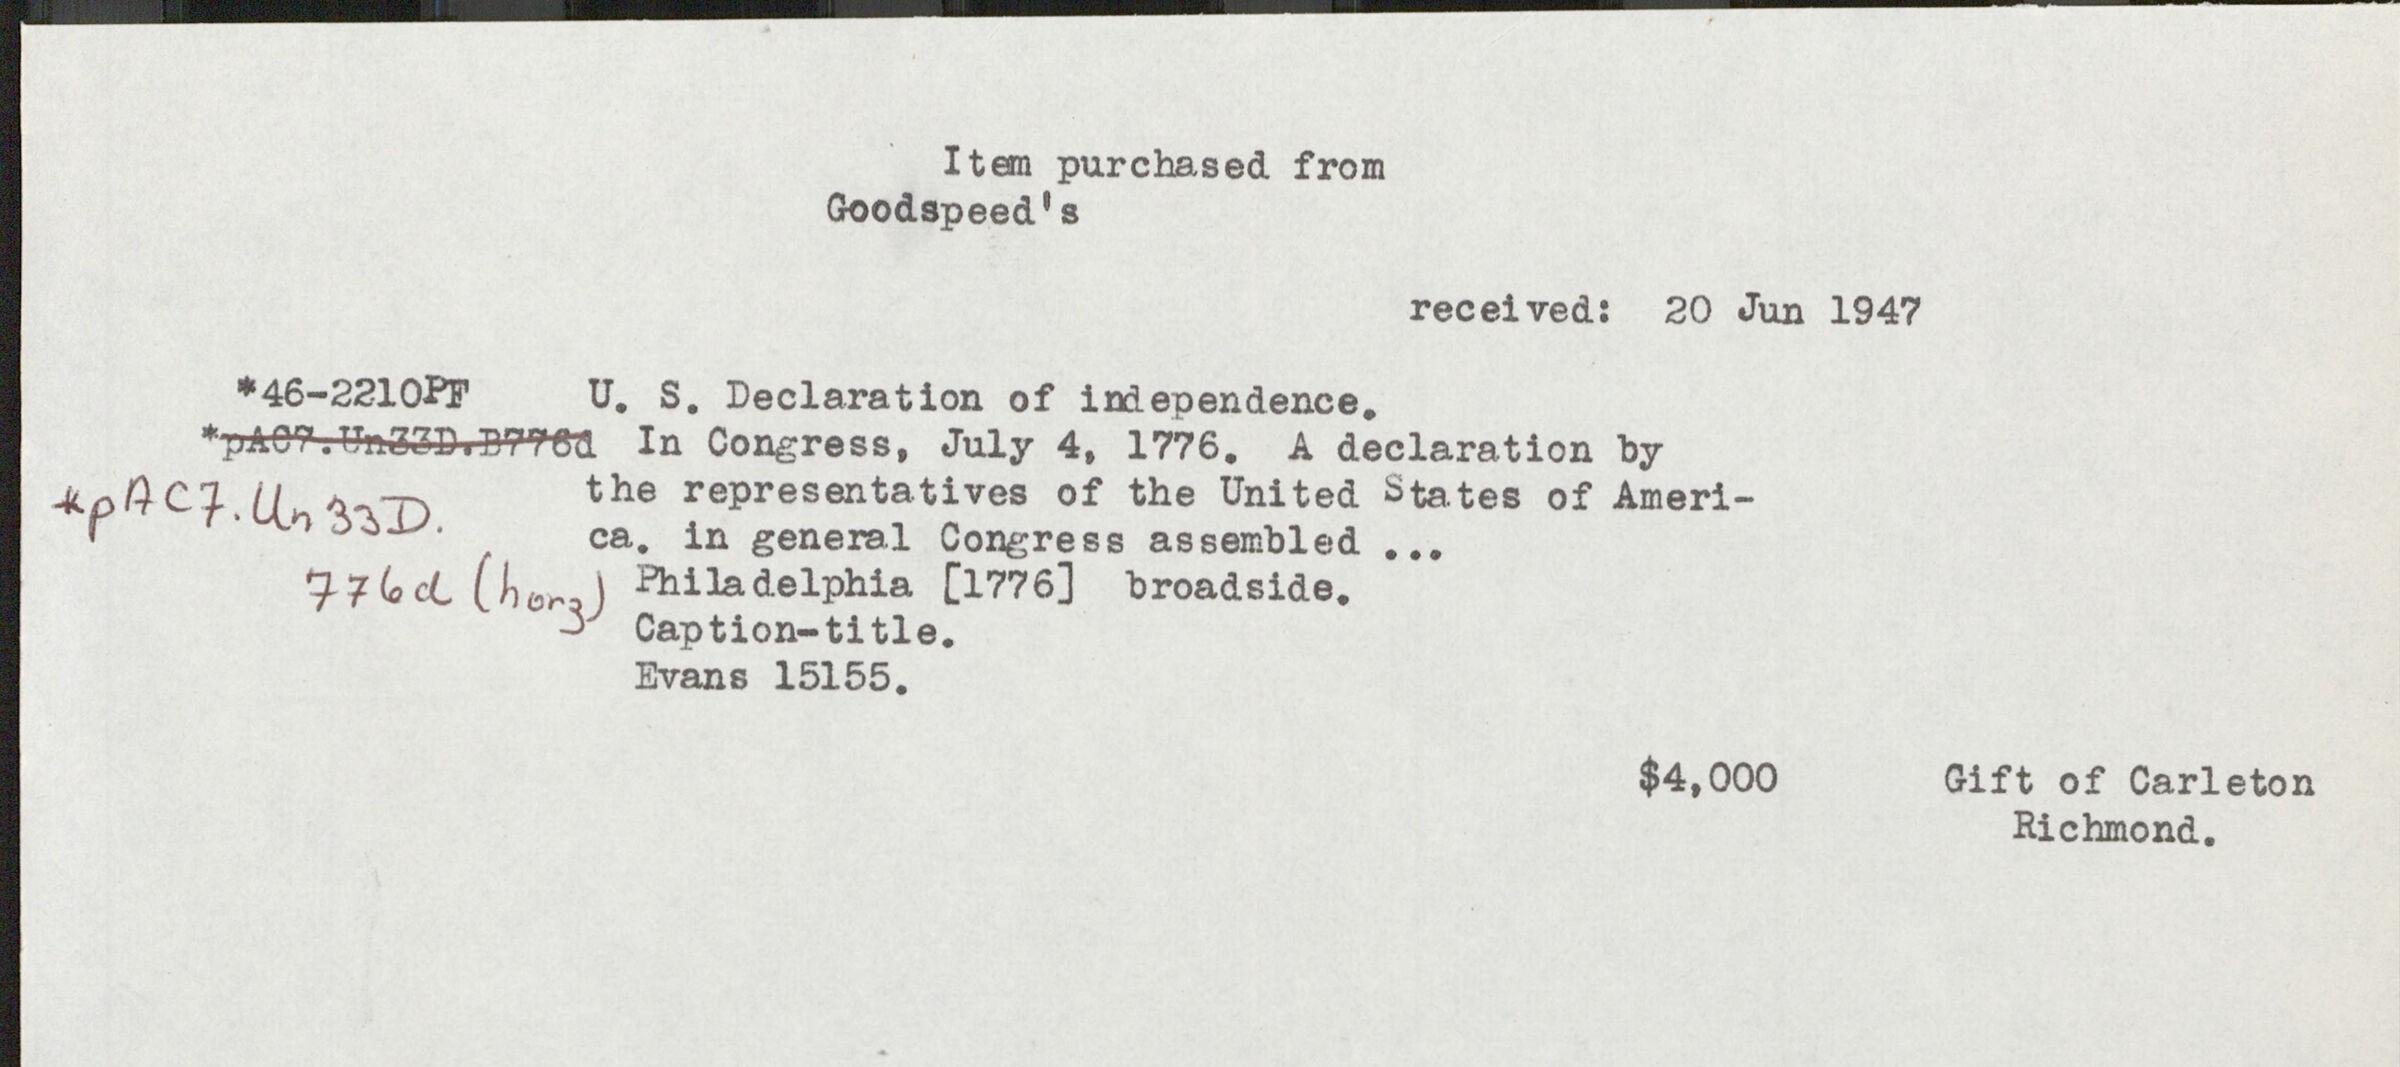 Item purchased from
Goodspeed's
received: 20 Jun 1947
*46-2210PF U. S. Declaration of independence.
*pAC7.Un33D.B776d In Congress, July 4, 1776. A declaration by
*pAC7.Un33D. the representatives of the United States of Ameri-
ca. in general Congress assembled ...
776d (horz) Philadelphia [1776] broadside.
Caption-title.
Evans 15155.
$4,000 Gift of Carleton
Richmond.